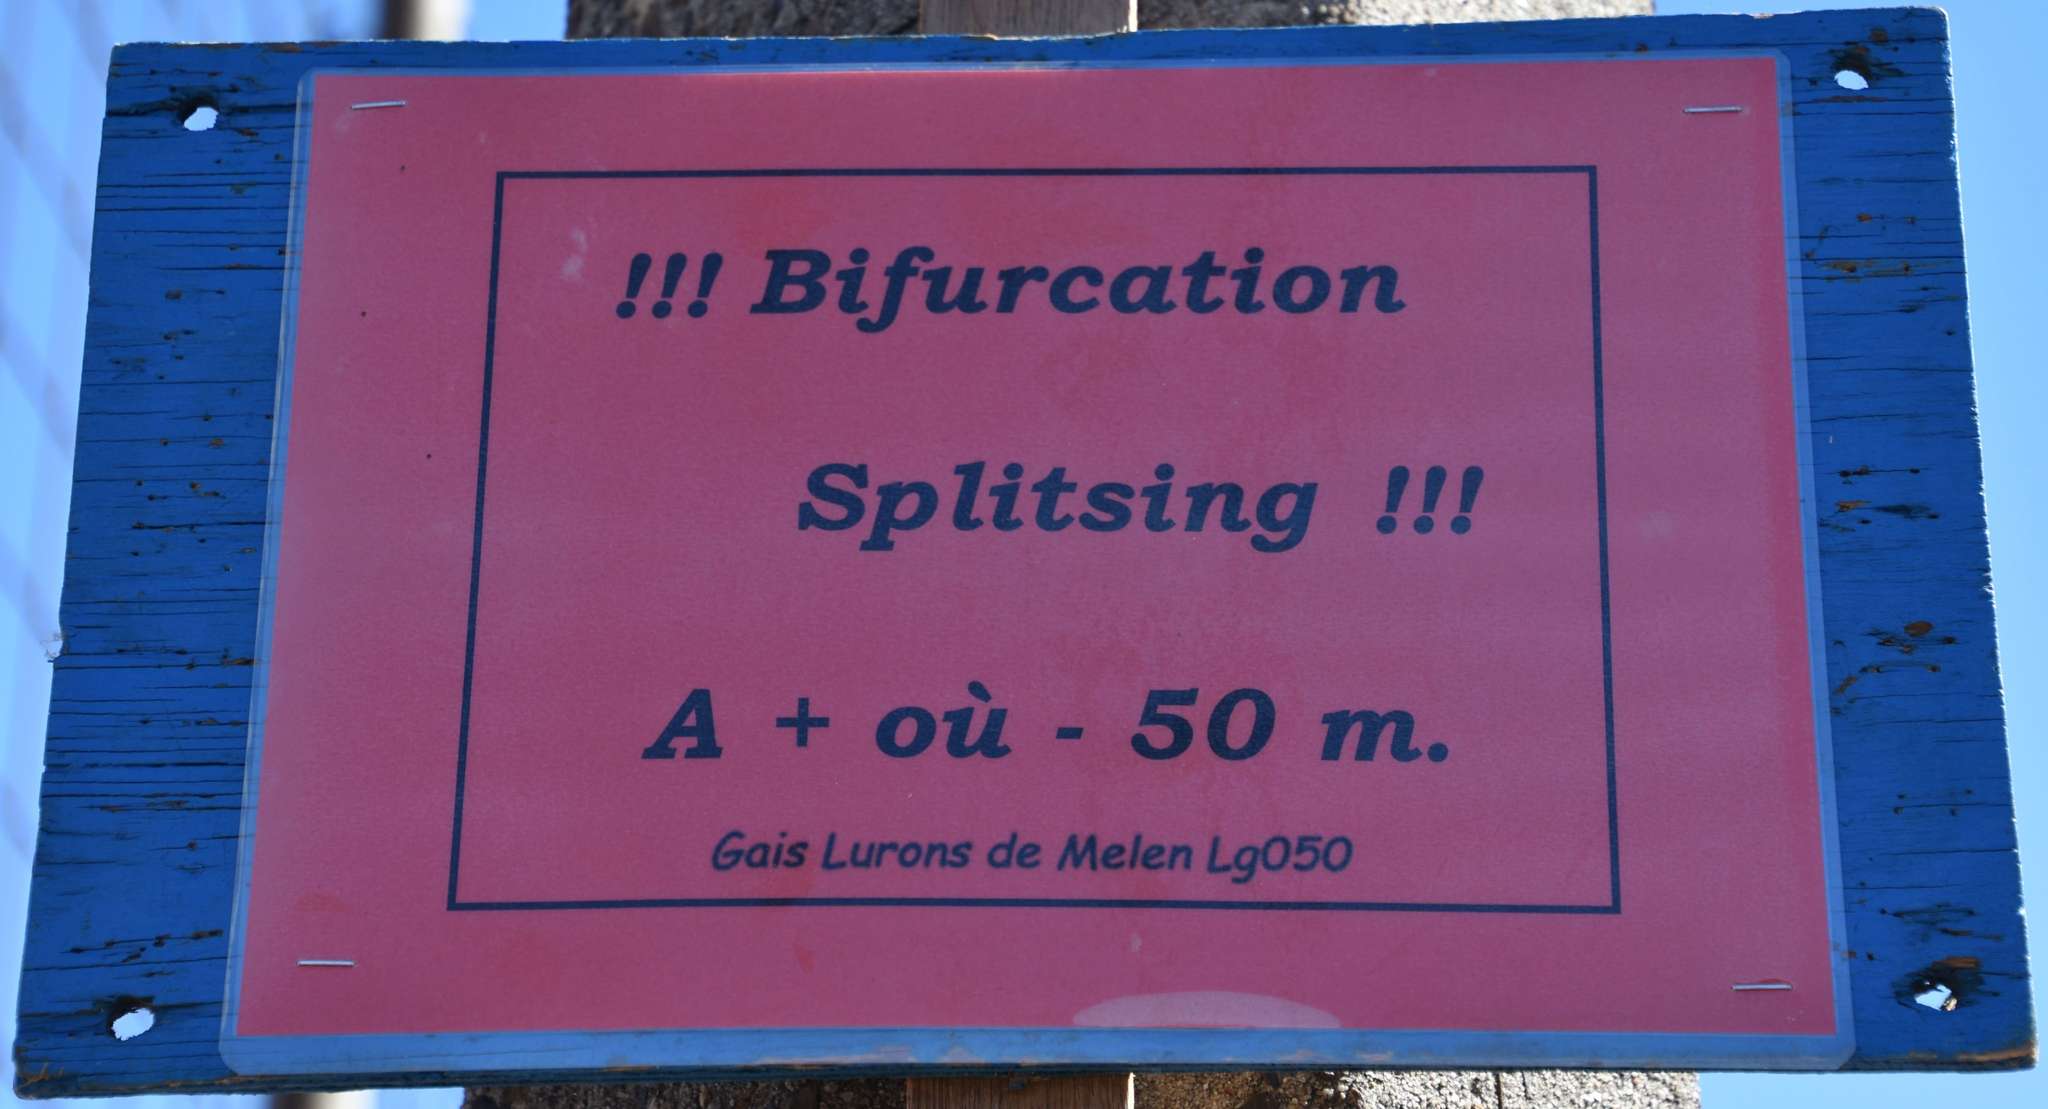 !!! Bifurcation
Splitsing !!!
A + où - 50 m.
Gais Lurons de Melen Lg050